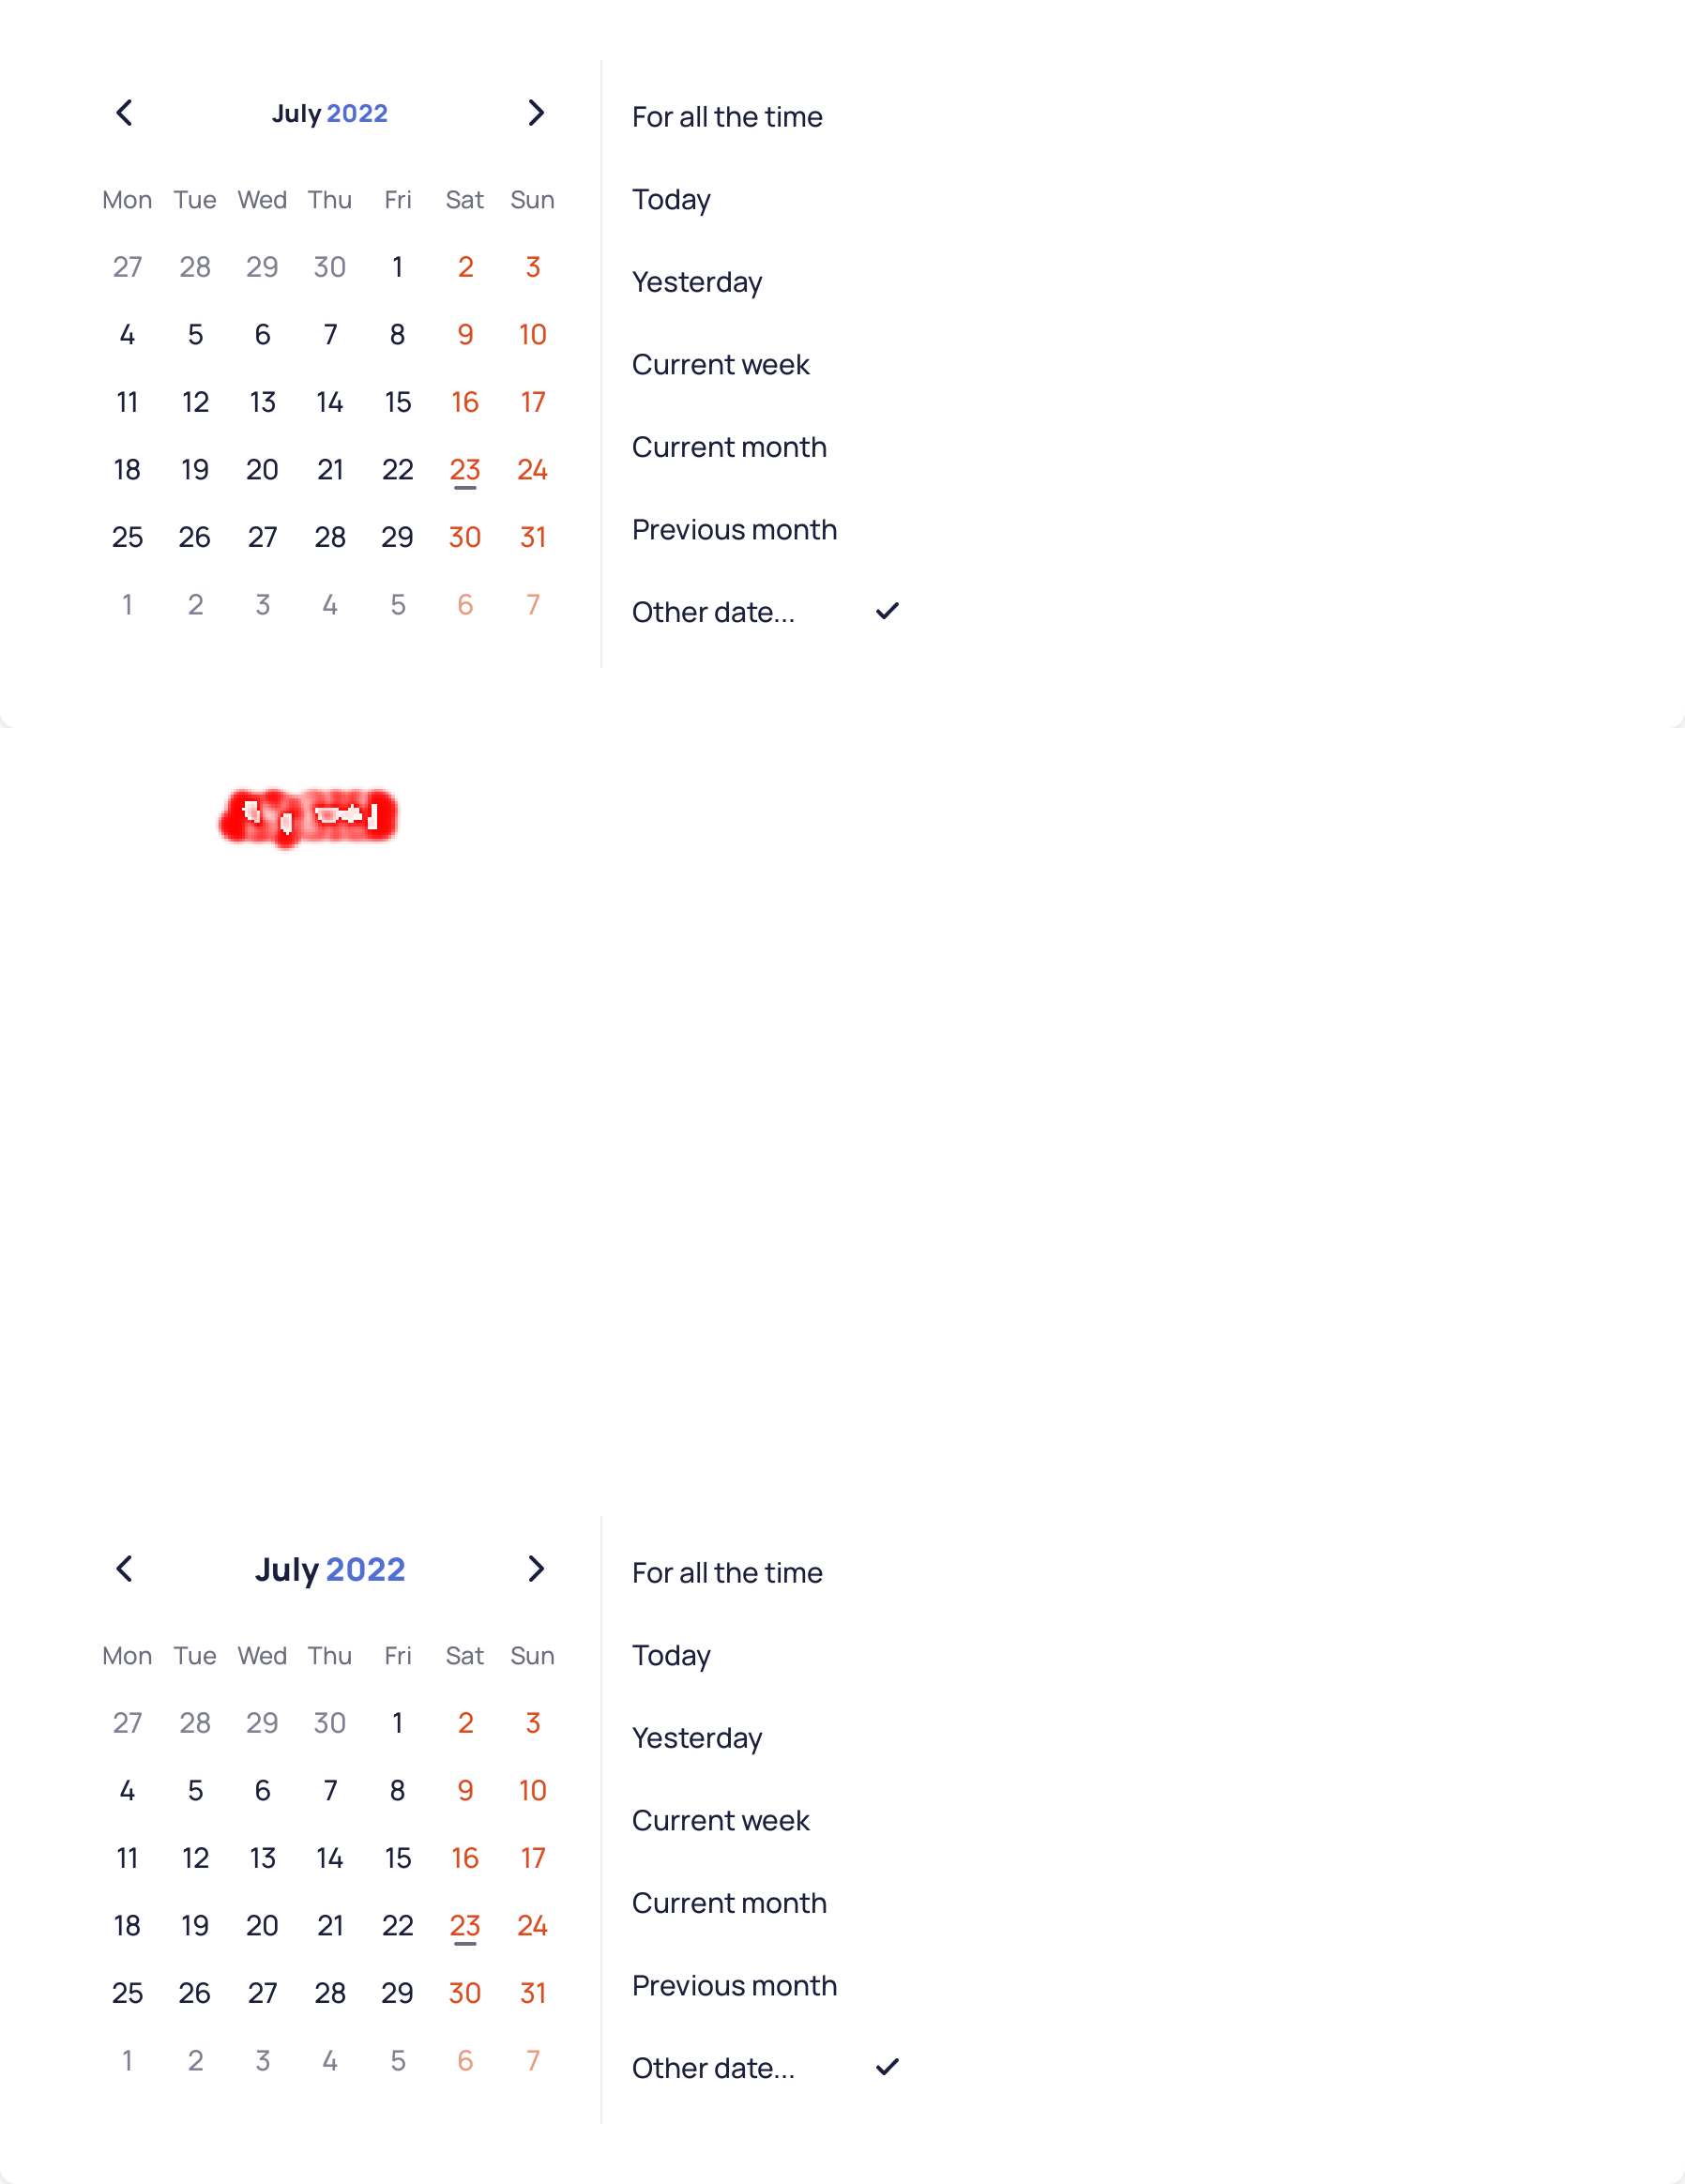 July 2022
Mon Tue Wed Thu Fri Sat Sun
27 28 29 30 1 2 3
4 5 6 7 8 9 10
11 12 13 14 15 16 17
18 19 20 21 22 23 24
25 26 27 28 29 30 31
1 2 3 4 5 6 7
For all the time
Today
Yesterday
Current week
Current month
Previous month
Other date...
July 2022
Mon Tue Wed Thu Fri Sat Sun
27 28 29 30 1 2 3
4 5 6 7 8 9 10
11 12 13 14 15 16 17
18 19 20 21 22 23 24
25 26 27 28 29 30 31
1 2 3 4 5 6 7
For all the time
Today
Yesterday
Current week
Current month
Previous month
Other date...